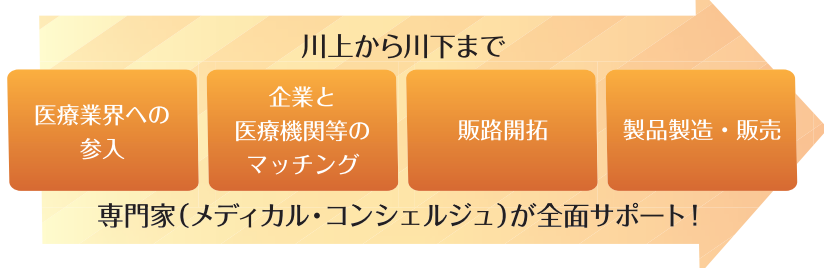 川上から川下まで
医療業界への
参入
企業と
医療機関等の
マッチング
販路開拓
製品製造・販売
専門家（メディカル・コンシェルジュ）が全面サポート！